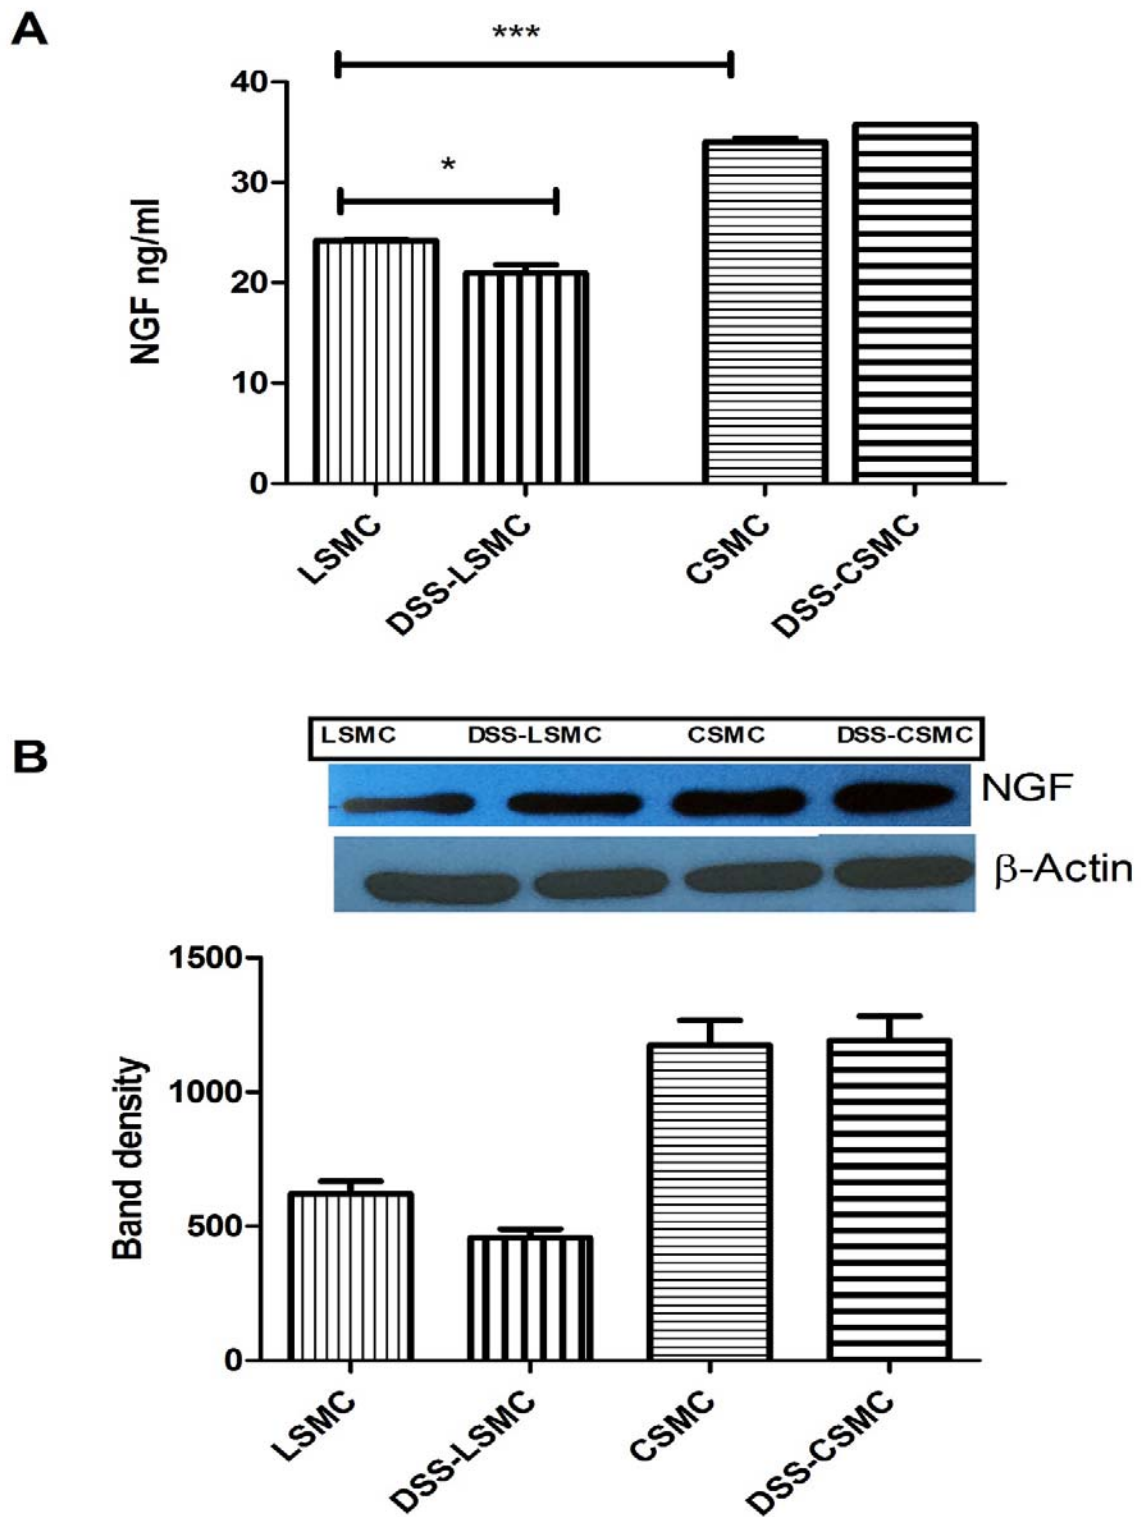 A
***
*
NGF ng/ml
40
30
20
10
0
LSMC
DSS-LSMC
CSMC
DSS-CSMC
B
LSMC DSS-LSMC CSMC DSS-CSMC
NGF
β-Actin
Band density
1500
1000
500
0
LSMC
DSS-LSMC
CSMC
DSS-CSMC